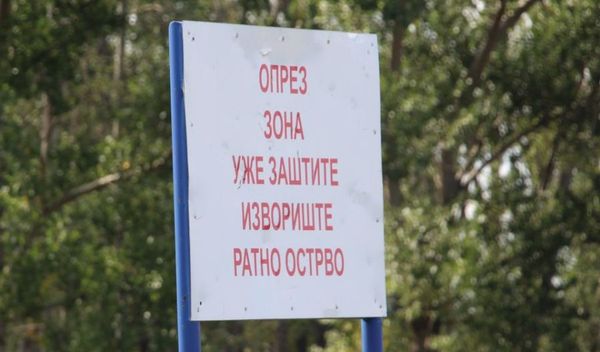 ОПРЕЗ
ЗОНА
УЖЕ ЗАШТИТЕ
ИЗВОРИШТЕ
РАТНО ОСТРВО